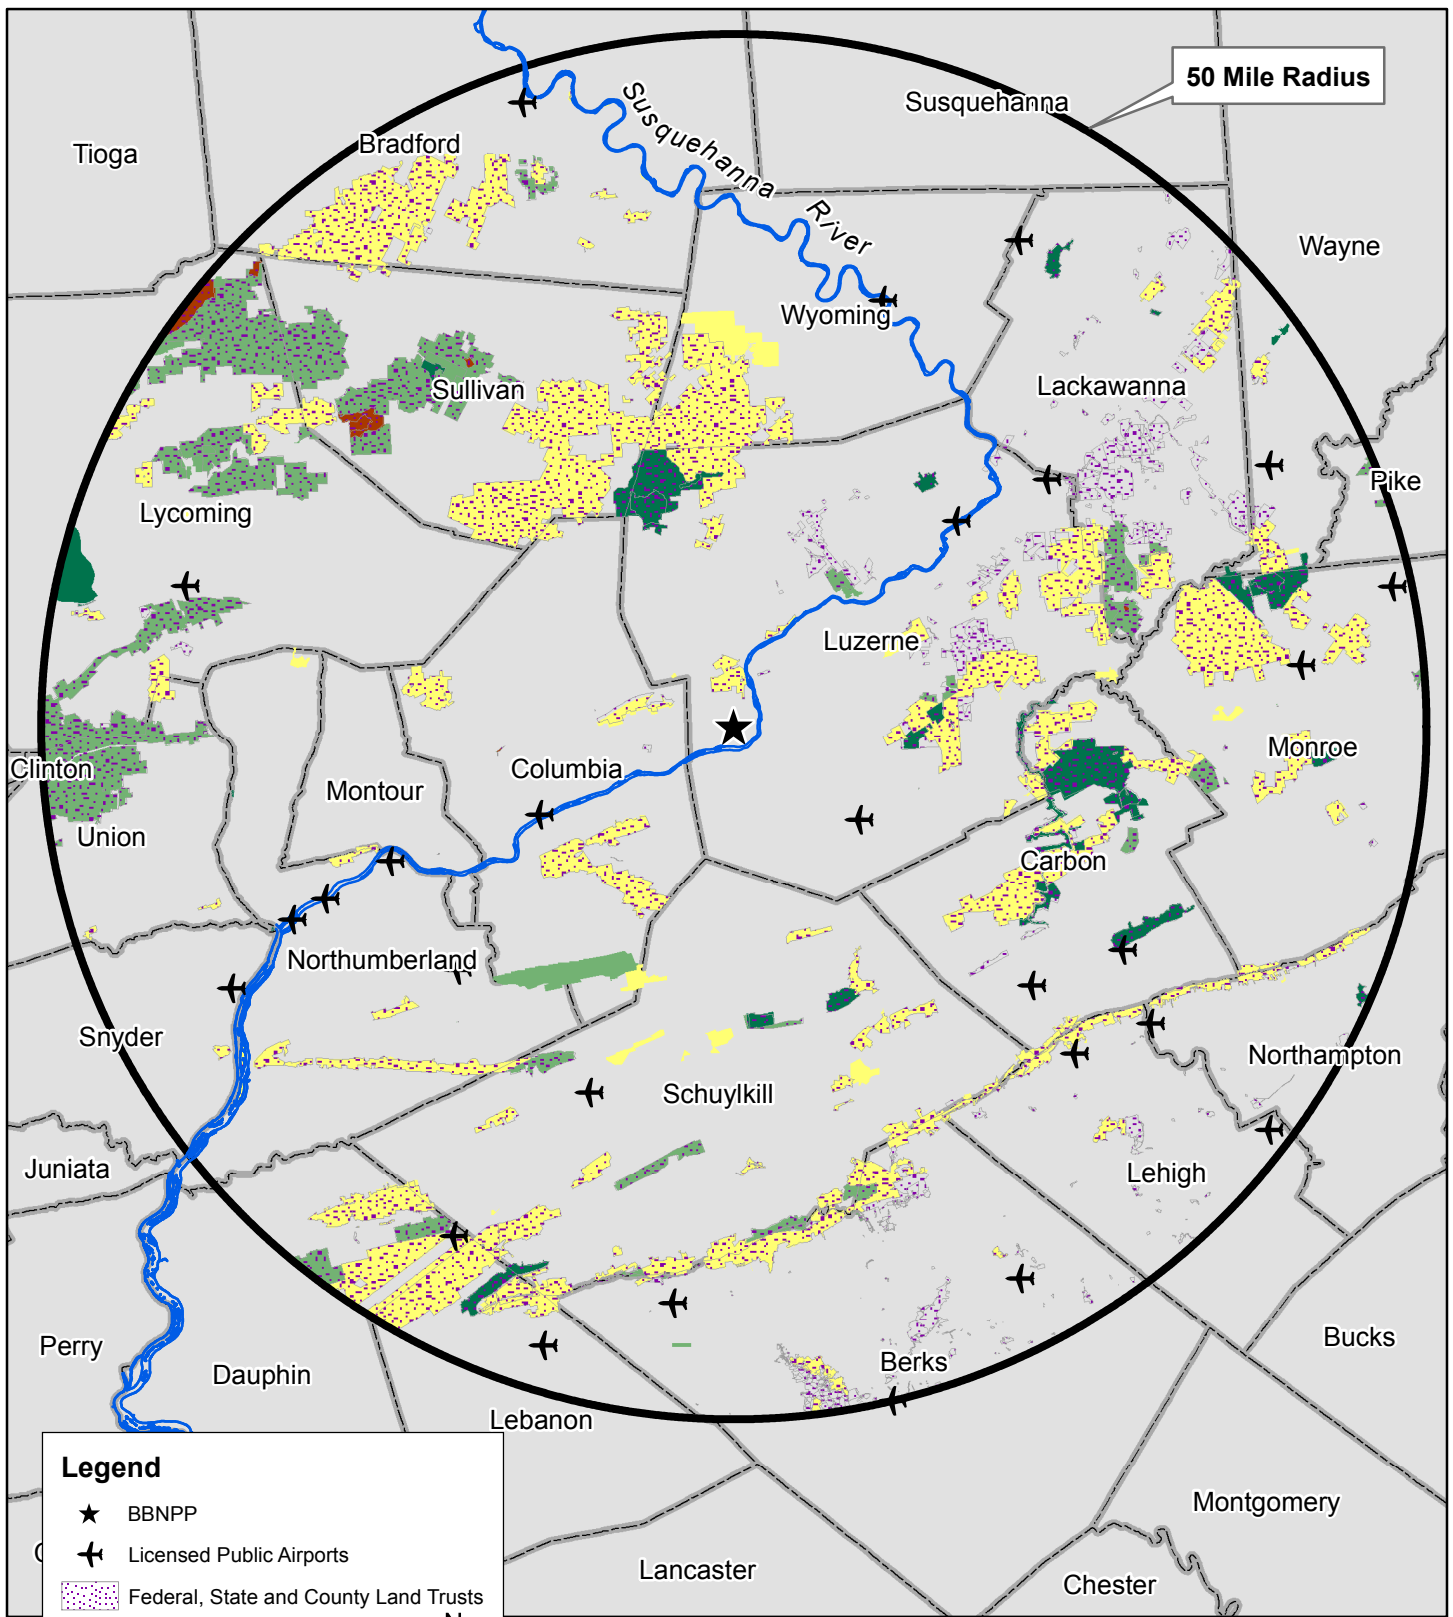 50 Mile Radius
Susquehanna
Tioga
Bradford
Susquehanna River
Wayne
Wyoming
Sullivan
Lackawanna
Pike
Lycoming
Luzerne
Clinton
Columbia
Monroe
Montour
Union
Carbon
Northumberland
Snyder
Northampton
Schuylkill
Juniata
Lehigh
Perry
Bucks
Dauphin
Berks
Lebanon
Legend
BBNPP
Montgomery
Licensed Public Airports
Lancaster
Chester
Federal, State and County Land Trusts